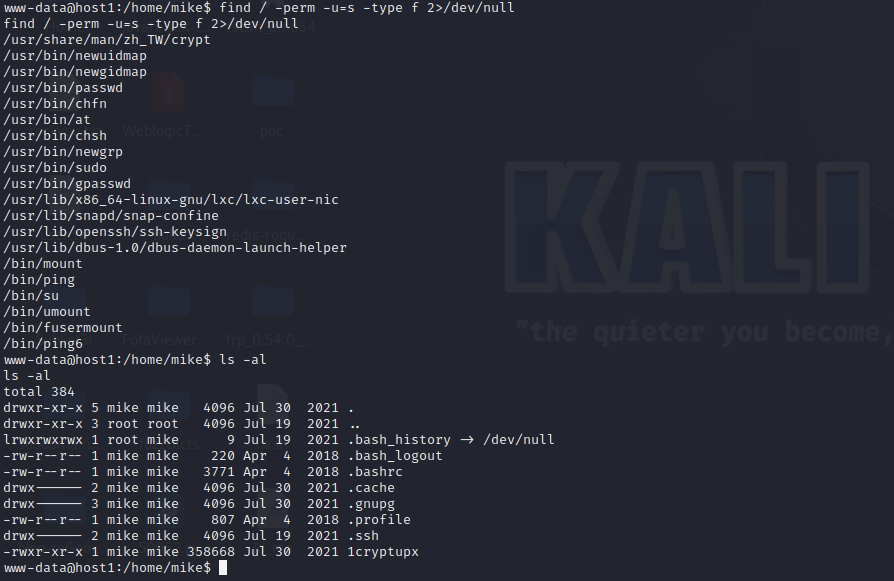 www-data@host1:/home/mike$ find / -perm -u=s -type f 2>/dev/null
find / -perm -u=s -type f 2>/dev/null
/usr/share/man/zh_TW/crypt
/usr/bin/newuidmap
/usr/bin/newgidmap
/usr/bin/passwd
/usr/bin/chfn
/usr/bin/at
/usr/bin/chsh
/usr/bin/newgrp
/usr/bin/sudo
/usr/bin/gpasswd
/usr/lib/x86_64-linux-gnu/lxc/lxc-user-nic
/usr/lib/snapd/snap-confine
/usr/lib/openssh/ssh-keysign
/usr/lib/dbus-1.0/dbus-daemon-launch-helper
/bin/mount
/bin/ping
/bin/su
/bin/umount
/bin/fusermount
/bin/ping6
www-data@host1:/home/mike$ ls -al
ls -al
total 384
drwxr-xr-x 5 mike mike   4096 Jul 30  2021 .
drwxr-xr-x 3 root root   4096 Jul 19  2021 ..
lrwxrwxrwx 1 root mike      9 Jul 19  2021 .bash_history -> /dev/null
-rw-r--r-- 1 mike mike    220 Apr  4  2018 .bash_logout
-rw-r--r-- 1 mike mike   3771 Apr  4  2018 .bashrc
drwx------ 2 mike mike   4096 Jul 30  2021 .cache
drwx------ 3 mike mike   4096 Jul 30  2021 .gnupg
-rw-r--r-- 1 mike mike    807 Apr  4  2018 .profile
drwx------ 2 mike mike   4096 Jul 19  2021 .ssh
-rwxr-xr-x 1 mike mike 358668 Jul 30  2021 1cryptupx
www-data@host1:/home/mike$
WeblogicT...
poc
FofaViewer...
frp_0.54.0_...
KALI
"the quieter you become,